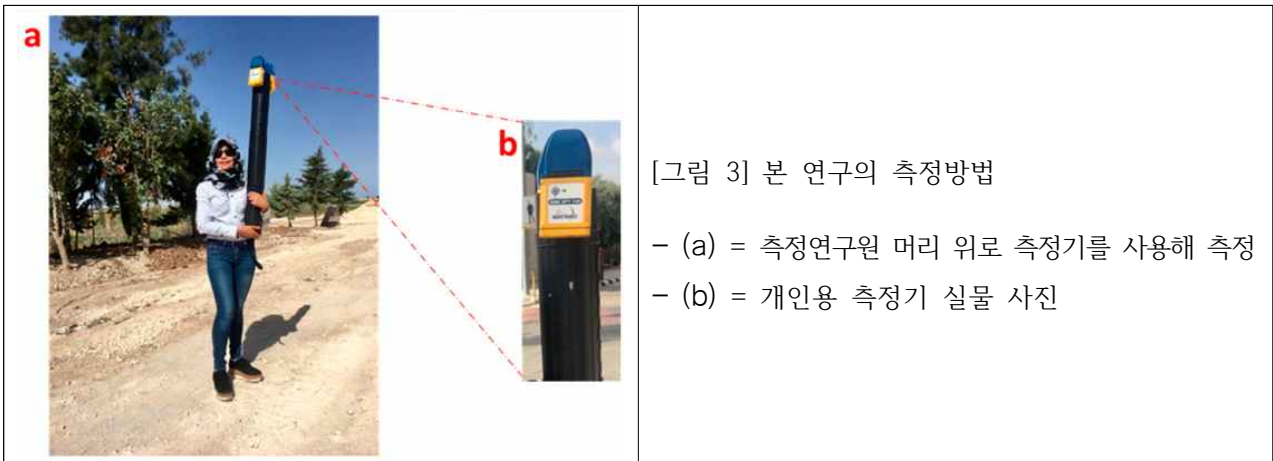 a
b
[그림 3] 본 연구의 측정방법
- (a) = 측정연구원 머리 위로 측정기를 사용해 측정
- (b) = 개인용 측정기 실물 사진